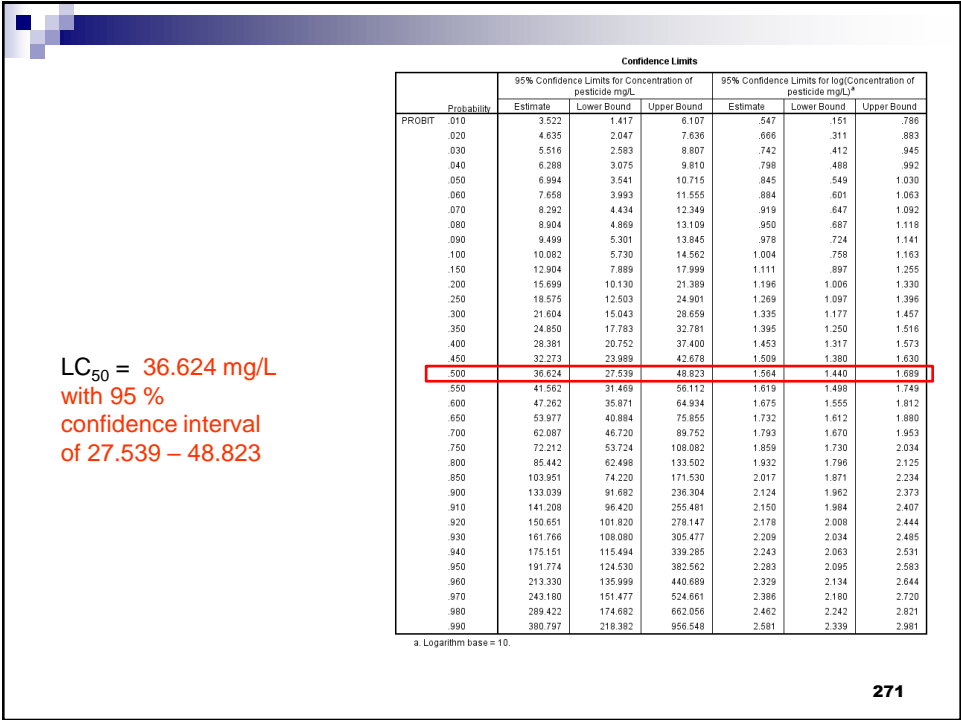 Confidence Limits
95% Confidence Limits for Concentration of pesticide mg/L 95% Confidence Limits for log(Concentration of pesticide mg/L)a
Probability Estimate Lower Bound Upper Bound Estimate Lower Bound Upper Bound
PROBIT .010 3.522 1.417 6.107 .547 .151 .786
.020 4.635 2.047 7.636 .666 .311 .883
.030 5.516 2.583 8.807 .742 .412 .945
.040 6.288 3.075 9.810 .798 .488 .992
.050 6.994 3.541 10.715 .845 .549 1.030
.060 7.658 3.993 11.555 .884 .601 1.063
.070 8.292 4.434 12.349 .919 .647 1.092
.080 8.904 4.869 13.109 .950 .687 1.118
.090 9.499 5.301 13.845 .978 .724 1.141
.100 10.082 5.730 14.562 1.004 .758 1.163
.150 12.904 7.889 17.999 1.111 .897 1.255
.200 15.699 10.130 21.389 1.196 1.006 1.330
.250 18.575 12.503 24.901 1.269 1.097 1.396
.300 21.604 15.043 28.659 1.335 1.177 1.457
.350 24.850 17.783 32.781 1.395 1.250 1.516
.400 28.381 20.752 37.400 1.453 1.317 1.573
.450 32.273 23.989 42.678 1.509 1.380 1.630
.500 36.624 27.539 48.823 1.564 1.440 1.689
.550 41.562 31.469 56.112 1.619 1.498 1.749
.600 47.262 35.871 64.934 1.675 1.555 1.812
.650 53.977 40.884 75.855 1.732 1.612 1.880
.700 62.087 46.720 89.752 1.793 1.670 1.953
.750 72.212 53.724 108.082 1.859 1.730 2.034
.800 85.442 62.498 133.502 1.932 1.796 2.125
.850 103.951 74.220 171.530 2.017 1.871 2.234
.900 133.039 91.682 236.304 2.124 1.962 2.373
.910 141.208 96.420 255.481 2.150 1.984 2.407
.920 150.651 101.820 278.147 2.178 2.008 2.444
.930 161.766 108.080 305.477 2.209 2.034 2.485
.940 175.151 115.494 339.285 2.243 2.063 2.531
.950 191.774 124.530 382.562 2.283 2.095 2.583
.960 213.330 135.999 440.689 2.329 2.134 2.644
.970 243.180 151.477 524.661 2.386 2.180 2.720
.980 289.422 174.682 662.056 2.462 2.242 2.821
.990 380.797 218.382 956.548 2.581 2.339 2.981
a. Logarithm base = 10.
LC50 = 36.624 mg/L
with 95 %
confidence interval
of 27.539 – 48.823
271